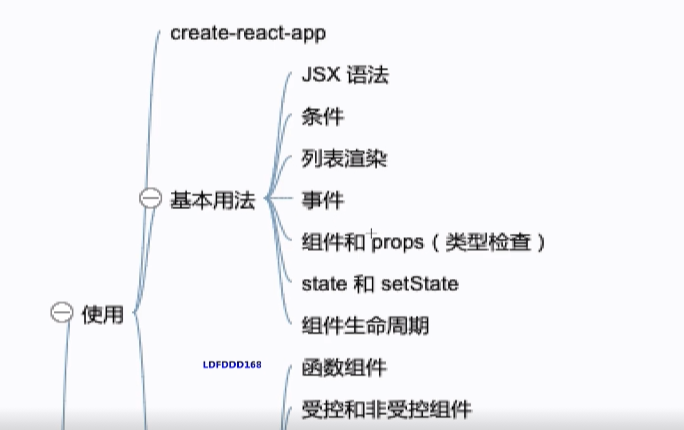 create-react-app
JSX 语法
条件
列表渲染
基本用法
事件
组件和 props（类型检查）
state 和 setState
使用
组件生命周期
LDFDDD168
函数组件
受控和非受控组件